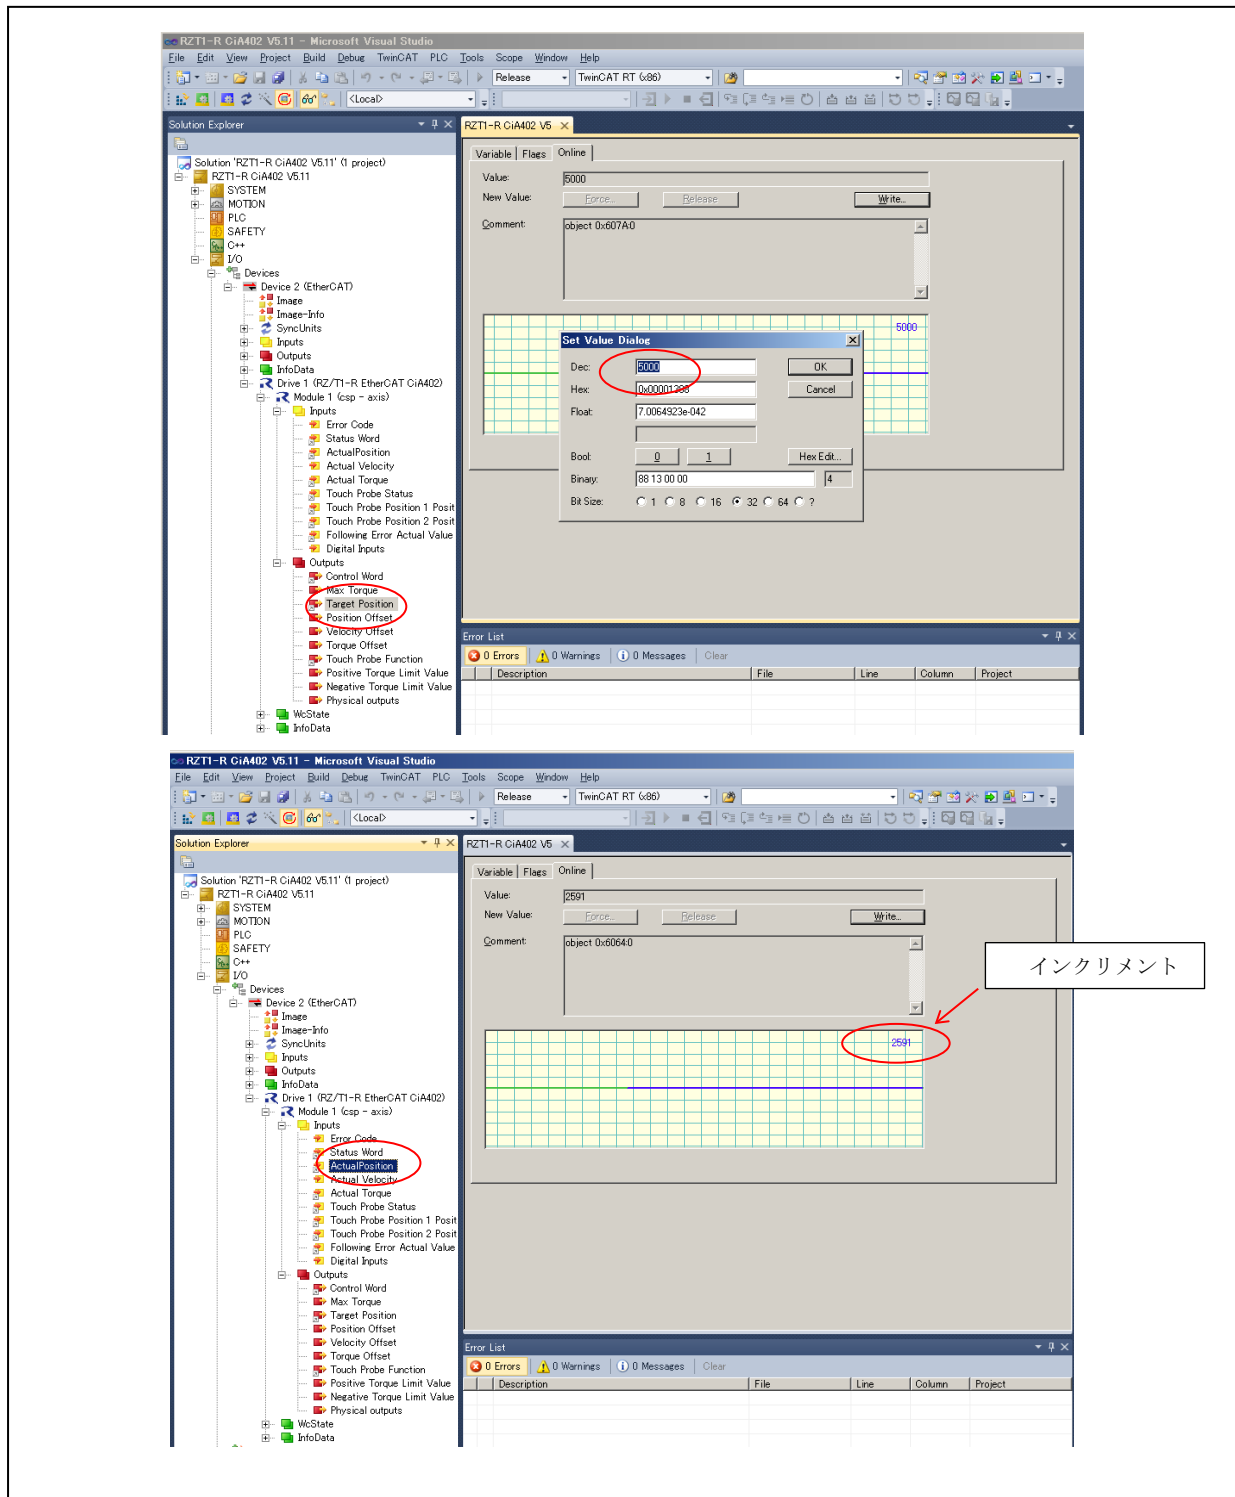 RZT1-R CiA402 V5.11 - Microsoft Visual Studio
File Edit View Project Build Debug TwinCAT PLC Tools Scope Window Help
Release TwinCAT RT (x86)
<Local>
Solution Explorer
RZT1-R CiA402 V5
Solution 'RZT1-R CiA402 V5.11' (1 project)
RZT1-R CiA402 V5.11
SYSTEM
MOTION
PLC
SAFETY
C++
I/O
Devices
Device 2 (EtherCAT)
Image
Image-Info
SyncUnits
Inputs
Outputs
InfoData
Drive 1 (RZ/T1-R EtherCAT CiA402)
Module 1 (csp - axis)
Inputs
Error Code
Status Word
ActualPosition
Actual Velocity
Actual Torque
Touch Probe Status
Touch Probe Position 1 Posit
Touch Probe Position 2 Posit
Following Error Actual Value
Digital Inputs
Outputs
Control Word
Max Torque
Target Position
Position Offset
Velocity Offset
Torque Offset
Touch Probe Function
Positive Torque Limit Value
Negative Torque Limit Value
Physical outputs
WcState
InfoData
Variable Flags Online
Value: 5000
New Value: Force... Release Write...
Comment: object 0x607A:0
5000
Set Value Dialog
Dec: 5000 OK
Hex: 0x00001388 Cancel
Float: 7.0064923e-042
Bool: 0 1 Hex Edit...
Binary: 88 13 00 00 4
Bit Size: 1 8 16 32 64 ?
Error List
0 Errors 0 Warnings 0 Messages Clear
Description File Line Column Project
RZT1-R CiA402 V5.11 - Microsoft Visual Studio
File Edit View Project Build Debug TwinCAT PLC Tools Scope Window Help
Release TwinCAT RT (x86)
<Local>
Solution Explorer
RZT1-R CiA402 V5
Solution 'RZT1-R CiA402 V5.11' (1 project)
RZT1-R CiA402 V5.11
SYSTEM
MOTION
PLC
SAFETY
C++
I/O
Devices
Device 2 (EtherCAT)
Image
Image-Info
SyncUnits
Inputs
Outputs
InfoData
Drive 1 (RZ/T1-R EtherCAT CiA402)
Module 1 (csp - axis)
Inputs
Error Code
Status Word
ActualPosition
Actual Velocity
Actual Torque
Touch Probe Status
Touch Probe Position 1 Posit
Touch Probe Position 2 Posit
Following Error Actual Value
Digital Inputs
Outputs
Control Word
Max Torque
Target Position
Position Offset
Velocity Offset
Torque Offset
Touch Probe Function
Positive Torque Limit Value
Negative Torque Limit Value
Physical outputs
WcState
InfoData
Variable Flags Online
Value: 2591
New Value: Force... Release Write...
Comment: object 0x6064:0
インクリメント
2591
Error List
0 Errors 0 Warnings 0 Messages Clear
Description File Line Column Project